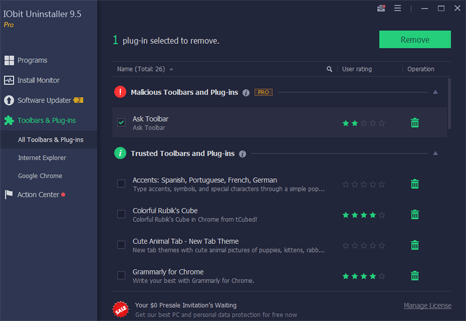 IObit Uninstaller 9.5
Pro
Programs
Install Monitor
Software Updater 2
Toolbars & Plug-ins
All Toolbars & Plug-ins
Internet Explorer
Google Chrome
Action Center
1 plug-in selected to remove.
Remove
Name (Total: 26) User rating Operation
Malicious Toolbars and Plug-ins PRO
Ask Toolbar
Ask Toolbar
Trusted Toolbars and Plug-ins
Accents: Spanish, Portuguese, French, German
Type accents, symbols, and special characters through a simple pop...
Colorful Rubik's Cube
Colorful Rubik's Cube in Chrome from tCubed!
Cute Animal Tab - New Tab Theme
New tab themes with cute animal pictures of puppies, kittens, rabb...
Grammarly for Chrome
Write your best with Grammarly for Chrome.
SALE
Your $0 Presale Invitation's Waiting
Get our best PC and personal data protection for free now
Manage License